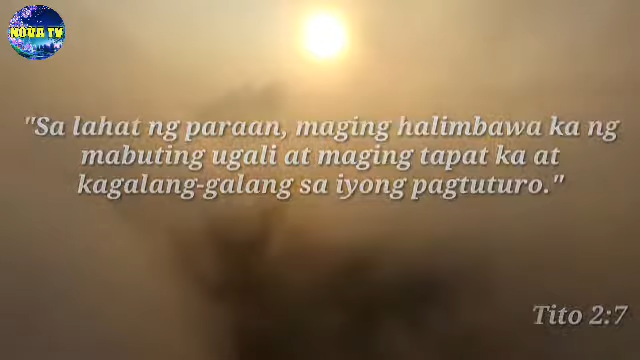 NOVA TV
"Sa lahat ng paraan, maging halimbawa ka ng
mabuting ugali at maging tapat ka at
kagalang-galang sa iyong pagtuturo."
Tito 2:7